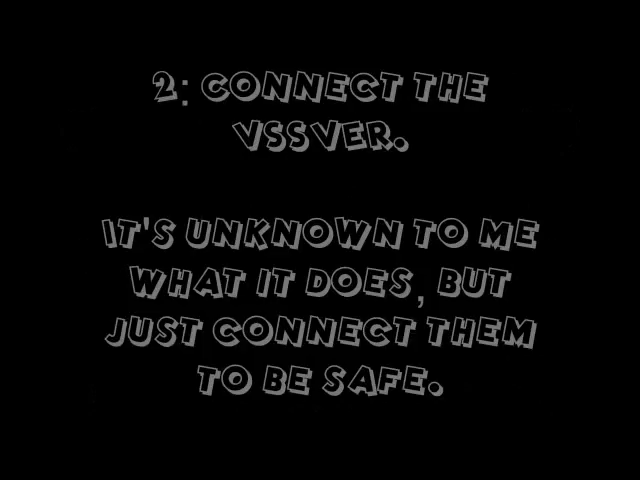 2: CONNECT THE
VSSVER.
IT'S UNKNOWN TO ME
WHAT IT DOES, BUT
JUST CONNECT THEM
TO BE SAFE.